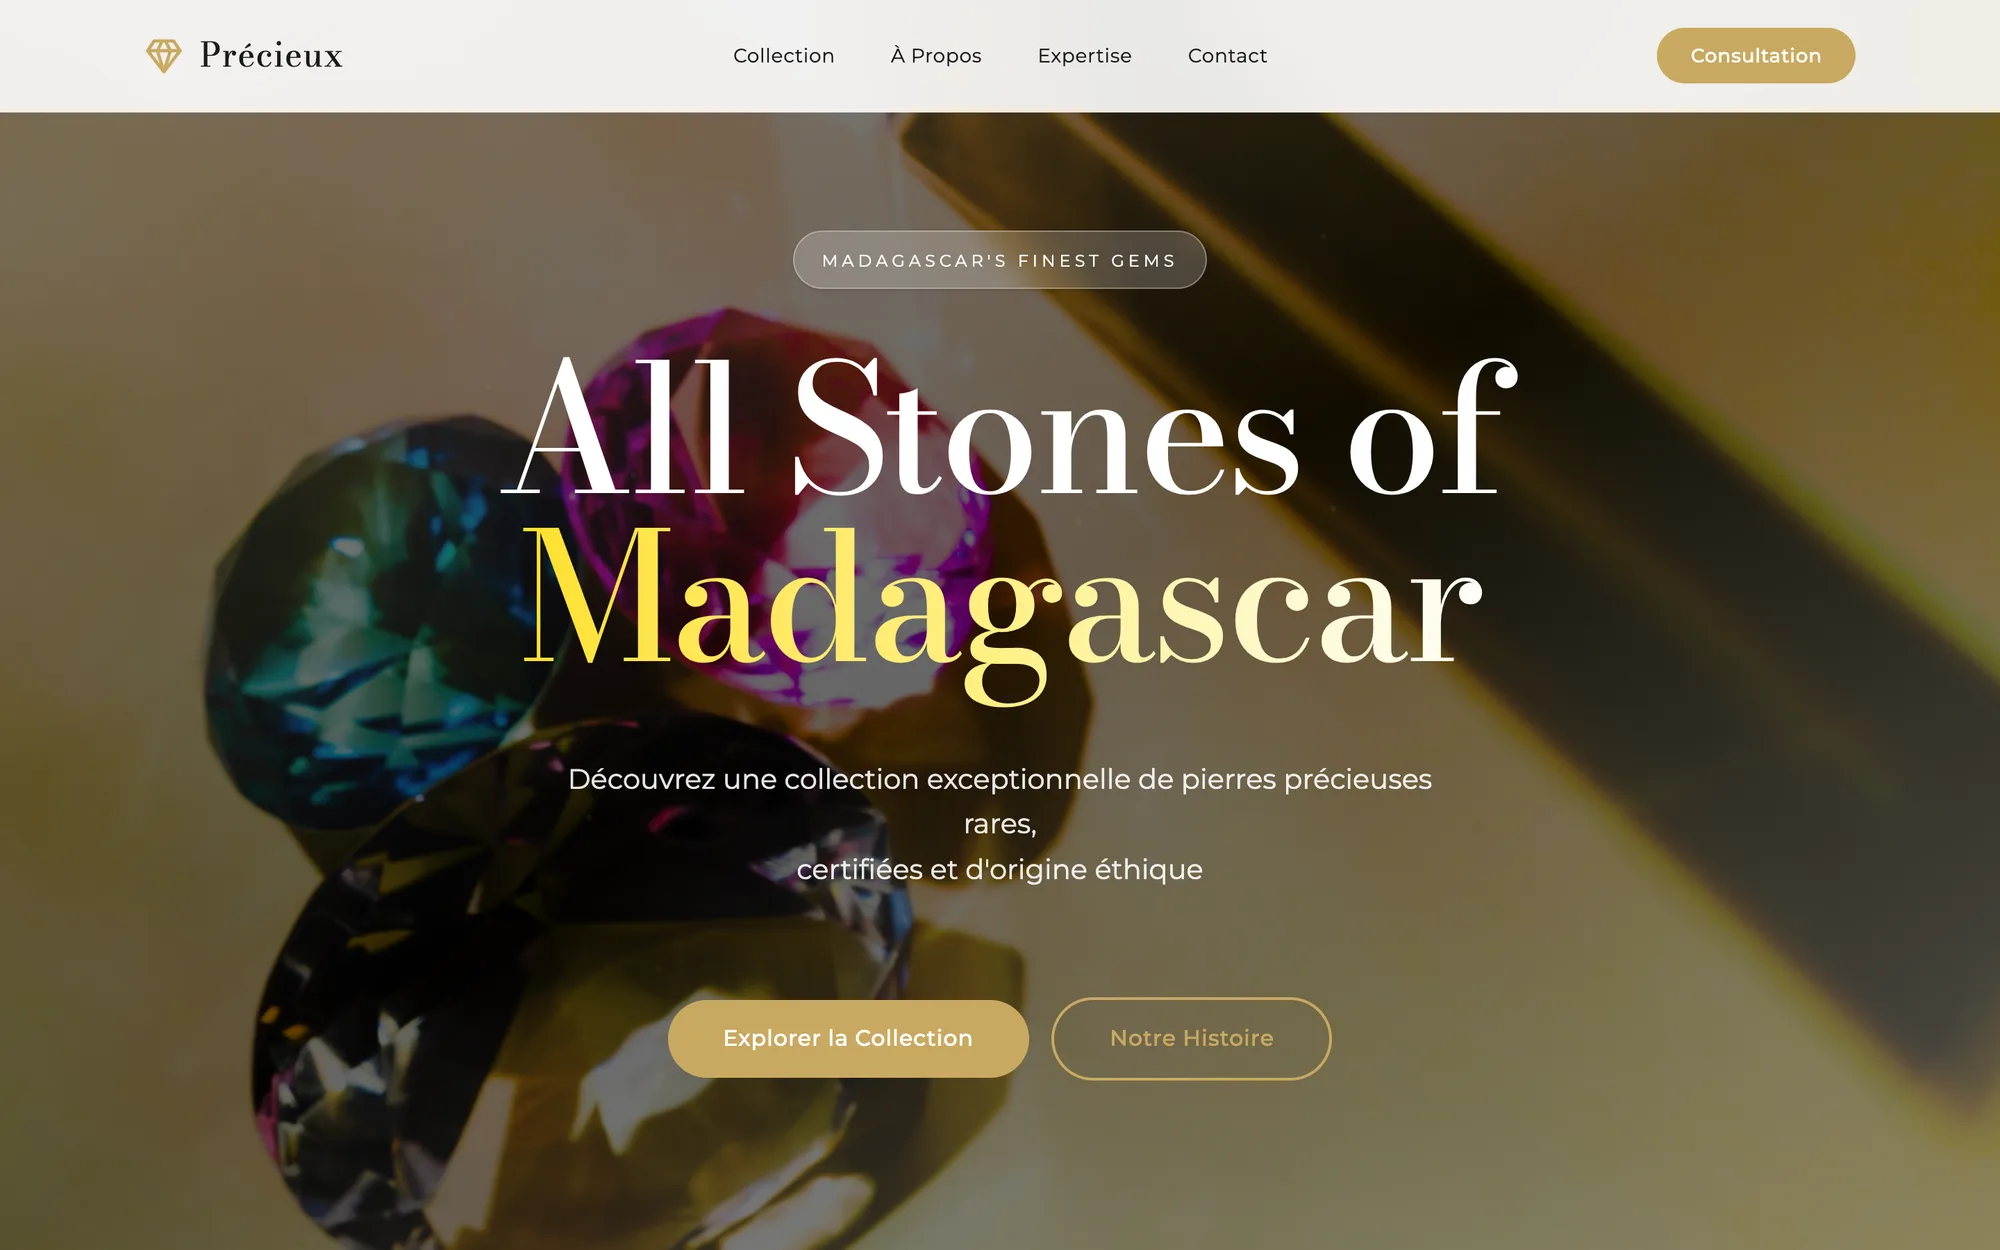 Précieux
Collection
À Propos
Expertise
Contact
Consultation
MADAGASCAR'S FINEST GEMS
All Stones of
Madagascar
Découvrez une collection exceptionnelle de pierres précieuses
rares,
certifiées et d'origine éthique
Explorer la Collection
Notre Histoire